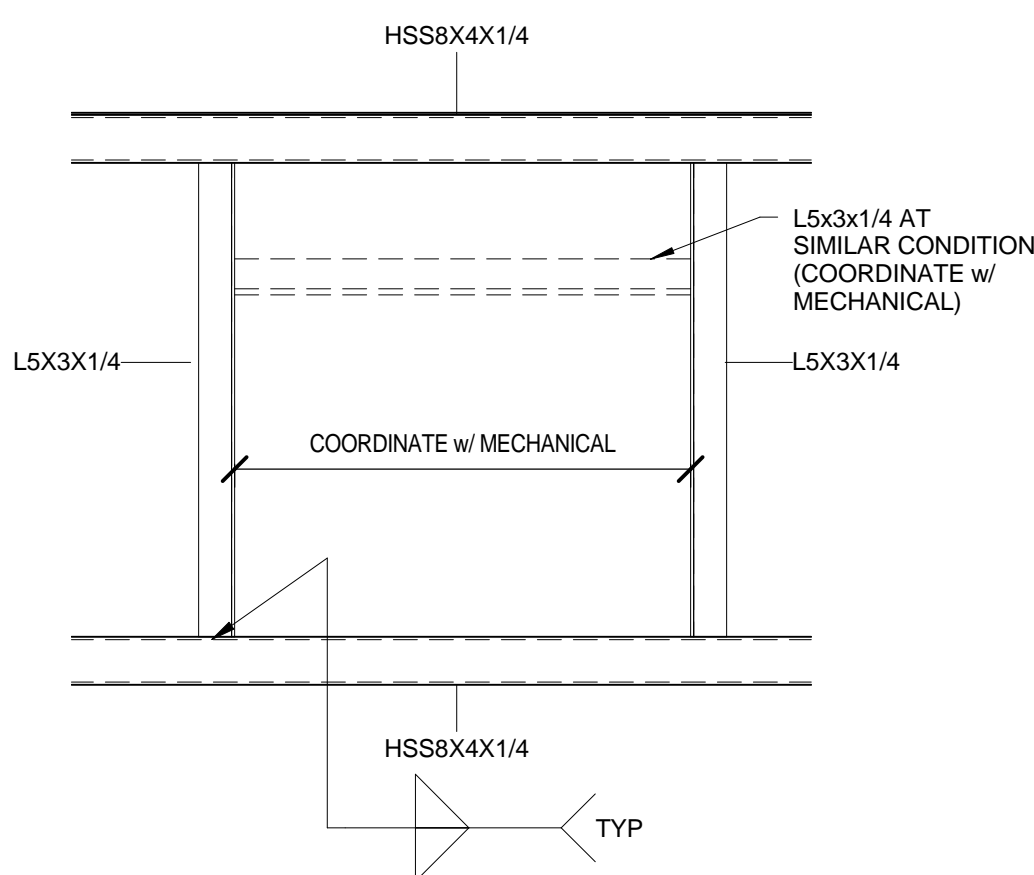 HSS8X4X1/4
L5x3x1/4 AT
SIMILAR CONDITION
(COORDINATE w/
MECHANICAL)
L5X3X1/4
L5X3X1/4
COORDINATE w/ MECHANICAL
HSS8X4X1/4
TYP